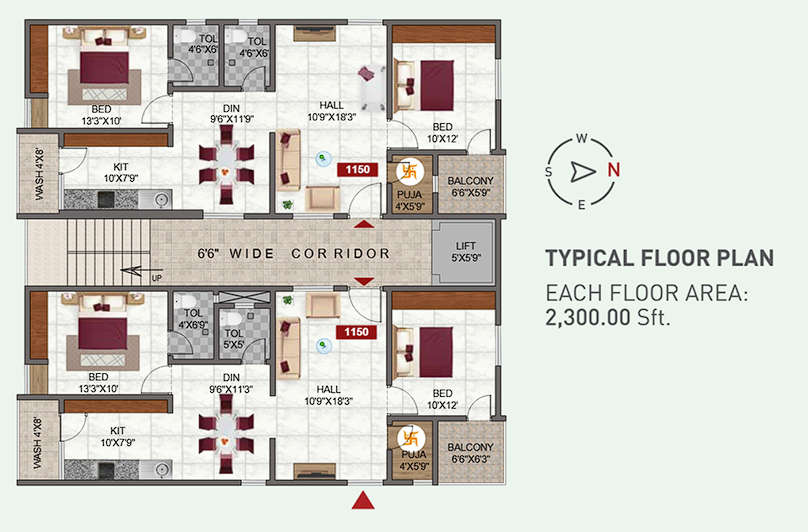 TOL
4'6"X6'
TOL
4'6"X6'
BED
13'3"X10'
DIN
9'6"X11'9"
HALL
10'9"X18'3"
BED
10'X12'
WASH 4'X8'
KIT
10'X7'9"
1150
PUJA
4'X5'9"
BALCONY
6'6"X5'9"
6'6" WIDE CORRIDOR
UP
LIFT
5'X5'9"
TOL
4'X6'9"
TOL
5'X5'
1150
BED
13'3"X10'
DIN
9'6"X11'3"
HALL
10'9"X18'3"
BED
10'X12'
WASH 4'X8'
KIT
10'X7'9"
PUJA
4'X5'9"
BALCONY
6'6"X6'3"
W
S
N
E
TYPICAL FLOOR PLAN
EACH FLOOR AREA:
2,300.00 Sft.